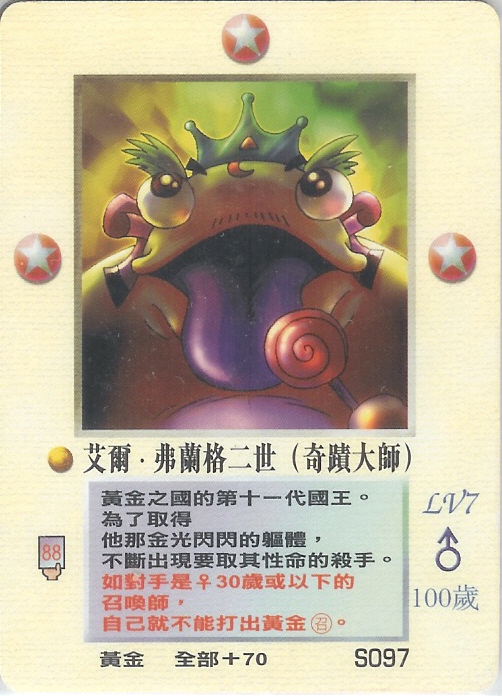 艾爾·弗蘭格二世（奇蹟大師）
黃金之國的第十一代國王。
為了取得
他那金光閃閃的軀體，
不斷出現要取其性命的殺手。
如對手是♀30歲或以下的
召喚師，
自己就不能打出黃金㊂召。
LV7
♂
100歲
88
黃金 全部＋70 S097